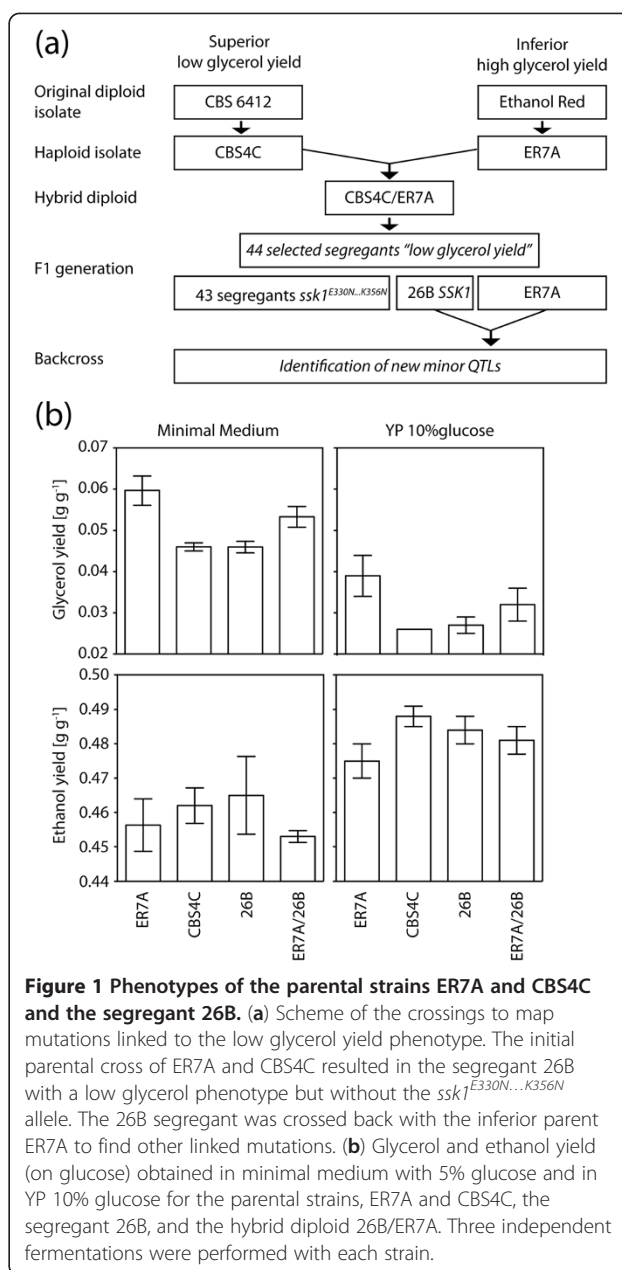 (a)
Superior
low glycerol yield
Inferior
high glycerol yield
Original diploid
isolate
CBS 6412
Ethanol Red
Haploid isolate
CBS4C
ER7A
Hybrid diploid
CBS4C/ER7A
44 selected segregants "low glycerol yield"
F1 generation
43 segregants ssk1E330N...K356N
26B SSK1
ER7A
Backcross
Identification of new minor QTLs
(b)
Minimal Medium
YP 10%glucose
Glycerol yield [g g-1]
0.07
0.06
0.05
0.04
0.03
0.02
Ethanol yield [g g-1]
0.50
0.49
0.48
0.47
0.46
0.45
0.44
ER7A
CBS4C
26B
ER7A/26B
ER7A
CBS4C
26B
ER7A/26B
Figure 1 Phenotypes of the parental strains ER7A and CBS4C
and the segregant 26B. (a) Scheme of the crossings to map
mutations linked to the low glycerol yield phenotype. The initial
parental cross of ER7A and CBS4C resulted in the segregant 26B
with a low glycerol phenotype but without the ssk1E330N...K356N
allele. The 26B segregant was crossed back with the inferior parent
ER7A to find other linked mutations. (b) Glycerol and ethanol yield
(on glucose) obtained in minimal medium with 5% glucose and in
YP 10% glucose for the parental strains, ER7A and CBS4C, the
segregant 26B, and the hybrid diploid 26B/ER7A. Three independent
fermentations were performed with each strain.